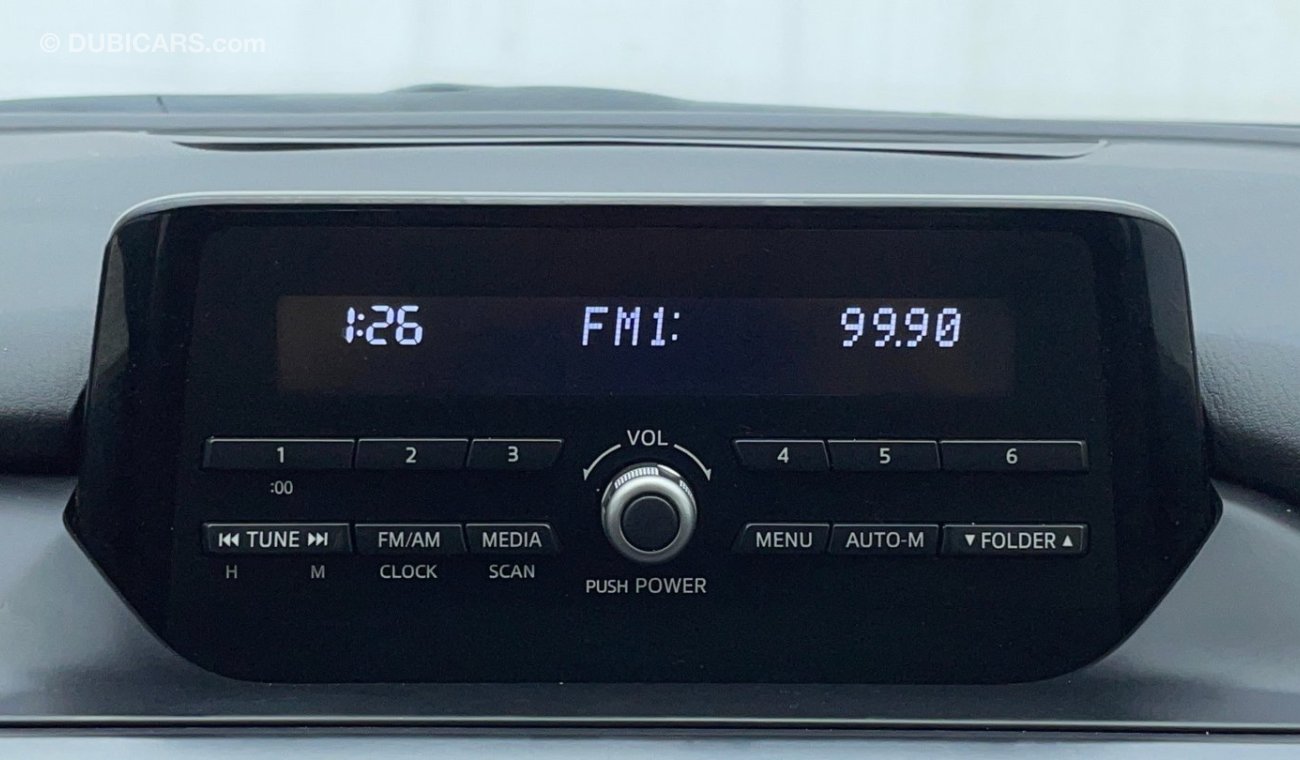 © DUBICARS.com
1:26 FM1: 99.90
VOL
1 2 3 4 5 6
:00
⏮ TUNE ⏭ FM/AM MEDIA MENU AUTO-M ▼ FOLDER ▲
H M CLOCK SCAN
PUSH POWER